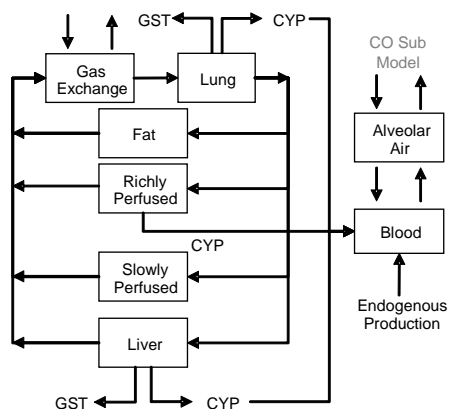 GST
CYP
CO Sub
Model
Gas
Exchange
Lung
Alveolar
Air
Fat
Richly
Perfused
CYP
Blood
Slowly
Perfused
Endogenous
Production
Liver
GST
CYP